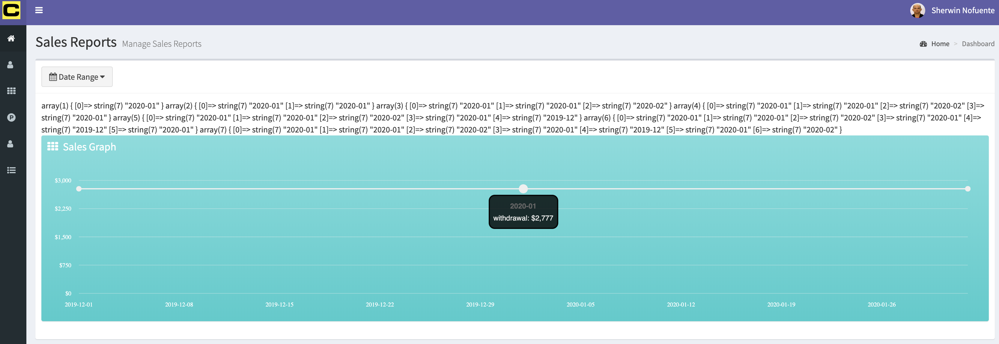 C
Sherwin Nofuente
Sales Reports Manage Sales Reports
Home > Dashboard
Date Range
array(1) { [0]=> string(7) "2020-01" } array(2) { [0]=> string(7) "2020-01" [1]=> string(7) "2020-01" } array(3) { [0]=> string(7) "2020-01" [1]=> string(7) "2020-01" [2]=> string(7) "2020-02" } array(4) { [0]=> string(7) "2020-01" [1]=> string(7) "2020-01" [2]=> string(7) "2020-02" [3]=>
string(7) "2020-01" } array(5) { [0]=> string(7) "2020-01" [1]=> string(7) "2020-01" [2]=> string(7) "2020-02" [3]=> string(7) "2020-01" [4]=> string(7) "2019-12" } array(6) { [0]=> string(7) "2020-01" [1]=> string(7) "2020-01" [2]=> string(7) "2020-02" [3]=> string(7) "2020-01" [4]=>
string(7) "2019-12" [5]=> string(7) "2020-01" } array(7) { [0]=> string(7) "2020-01" [1]=> string(7) "2020-01" [2]=> string(7) "2020-02" [3]=> string(7) "2020-01" [4]=> string(7) "2019-12" [5]=> string(7) "2020-01" [6]=> string(7) "2020-02" }
P
Sales Graph
$3,000
2020-01
$2,250
withdrawal: $2,777
$1,500
$750
$0
2019-12-01 2019-12-08 2019-12-15 2019-12-22 2019-12-29 2020-01-05 2020-01-12 2020-01-19 2020-01-26